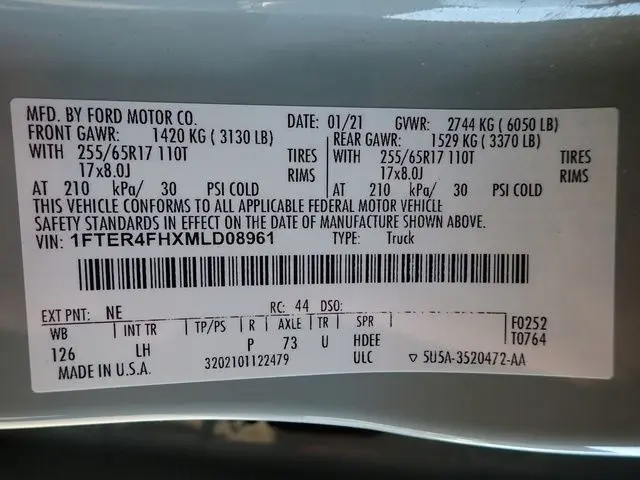 MFD. BY FORD MOTOR CO. DATE: 01/21 GVWR: 2744 KG ( 6050 LB)
FRONT GAWR: 1420 KG ( 3130 LB) REAR GAWR: 1529 KG ( 3370 LB)
WITH 255/65R17 110T TIRES 255/65R17 110T TIRES
17x8.0J RIMS 17x8.0J RIMS
AT 210 kPa/ 30 PSI COLD AT 210 kPa/ 30 PSI COLD
THIS VEHICLE CONFORMS TO ALL APPLICABLE FEDERAL MOTOR VEHICLE
SAFETY STANDARDS IN EFFECT ON THE DATE OF MANUFACTURE SHOWN ABOVE.
VIN: 1FTER4FHXMLD08961 TYPE: Truck
EXT PNT: NE RC: 44 DSO:
WB INT TR TP/PS R AXLE TR SPR F0252
126 LH P 73 U HDEE T0764
MADE IN U.S.A. 3202101122479 ULC ▽ 5U5A-3520472-AA